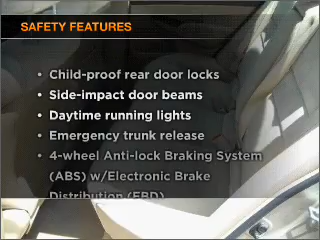 SAFETY FEATURES
• Child-proof rear door locks
• Side-impact door beams
• Daytime running lights
• Emergency trunk release
• 4-wheel Anti-lock Braking System
(ABS) w/Electronic Brake
Distribution (EBD)